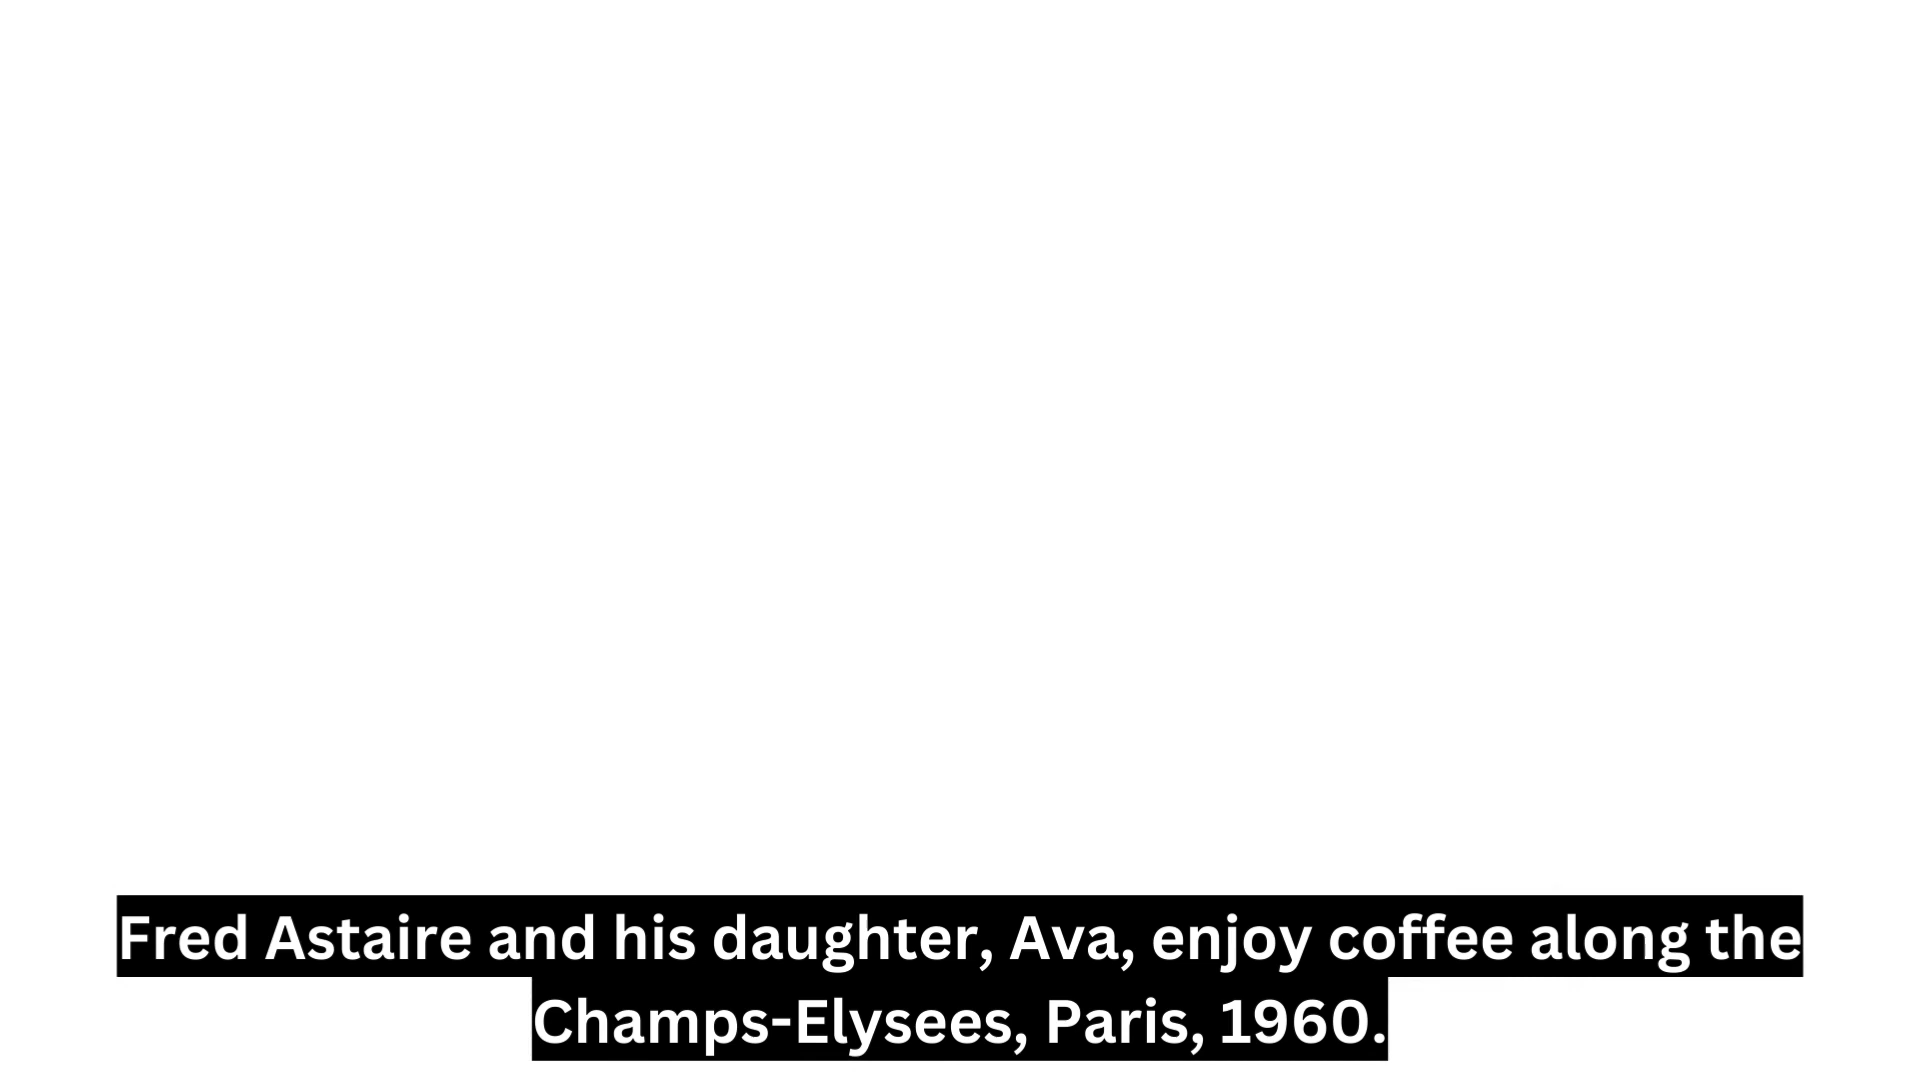 Fred Astaire and his daughter, Ava, enjoy coffee along the
Champs-Elysees, Paris, 1960.